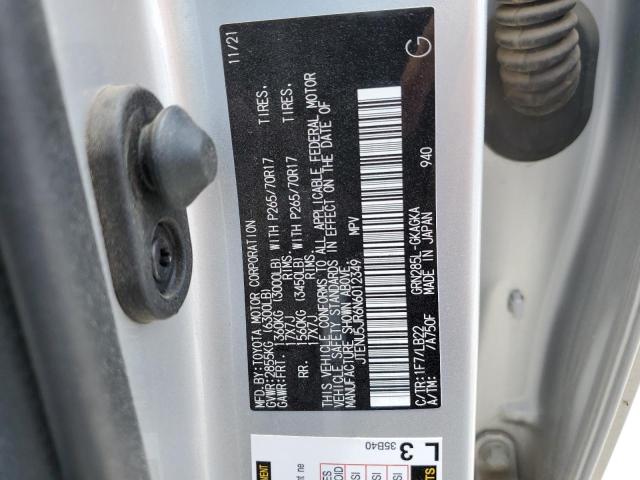 MFD.BY:TOYOTA MOTOR CORPORATION 11/21
GVWR:2855KG (6300LB)
GAWR:FRT. 1360KG (3000LB) WITH P265/70R17 TIRES,
17X7J RIMS.
RR. 1560KG (3450LB) WITH P265/70R17 TIRES,
17X7J RIMS.
THIS VEHICLE CONFORMS TO ALL APPLICABLE FEDERAL MOTOR
VEHICLE SAFETY STANDARDS IN EFFECT ON THE DATE OF
MANUFACTURE SHOWN ABOVE.
JTENU5JR6N6012349 MPV
C/TR:1F7/LB22 GRN285L-GKAGKA
A/TM: /A750F MADE IN JAPAN 940
G
L 3
35B40